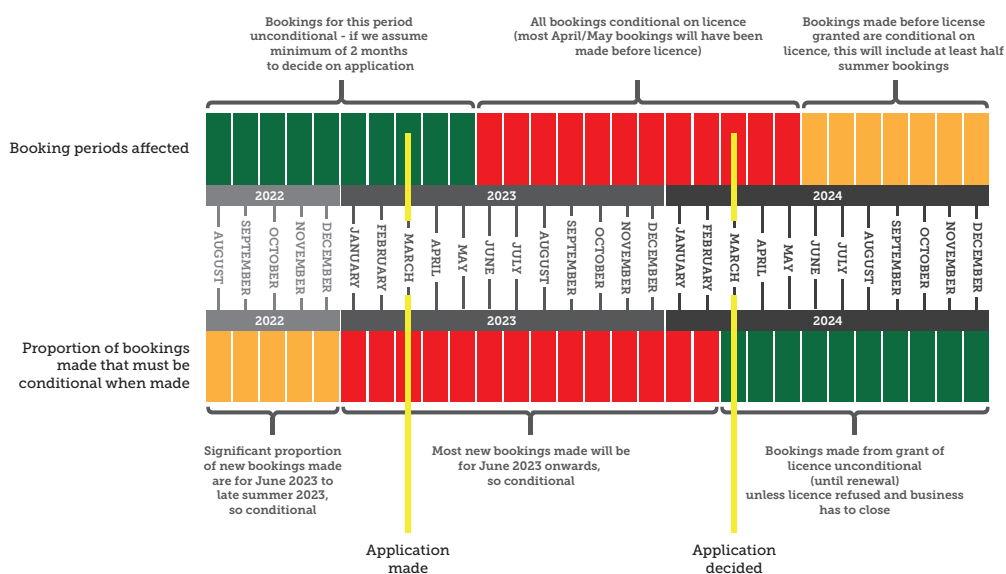 Bookings for this period
unconditional - if we assume
minimum of 2 months
to decide on application
All bookings conditional on licence
(most April/May bookings will have been
made before licence)
Bookings made before license
granted are conditional on
licence, this will include at least half
summer bookings
Booking periods affected
2022
2023
2024
AUGUST
SEPTEMBER
OCTOBER
NOVEMBER
DECEMBER
JANUARY
FEBRUARY
MARCH
APRIL
MAY
JUNE
JULY
AUGUST
SEPTEMBER
OCTOBER
NOVEMBER
DECEMBER
JANUARY
FEBRUARY
MARCH
APRIL
MAY
JUNE
JULY
AUGUST
SEPTEMBER
OCTOBER
NOVEMBER
DECEMBER
2022
2023
2024
Proportion of bookings
made that must be
conditional when made
Significant proportion
of new bookings made
are for June 2023 to
late summer 2023,
so conditional
Most new bookings made will be
for June 2023 onwards,
so conditional
Bookings made from grant of
licence unconditional
(until renewal)
unless licence refused and business
has to close
Application
made
Application
decided